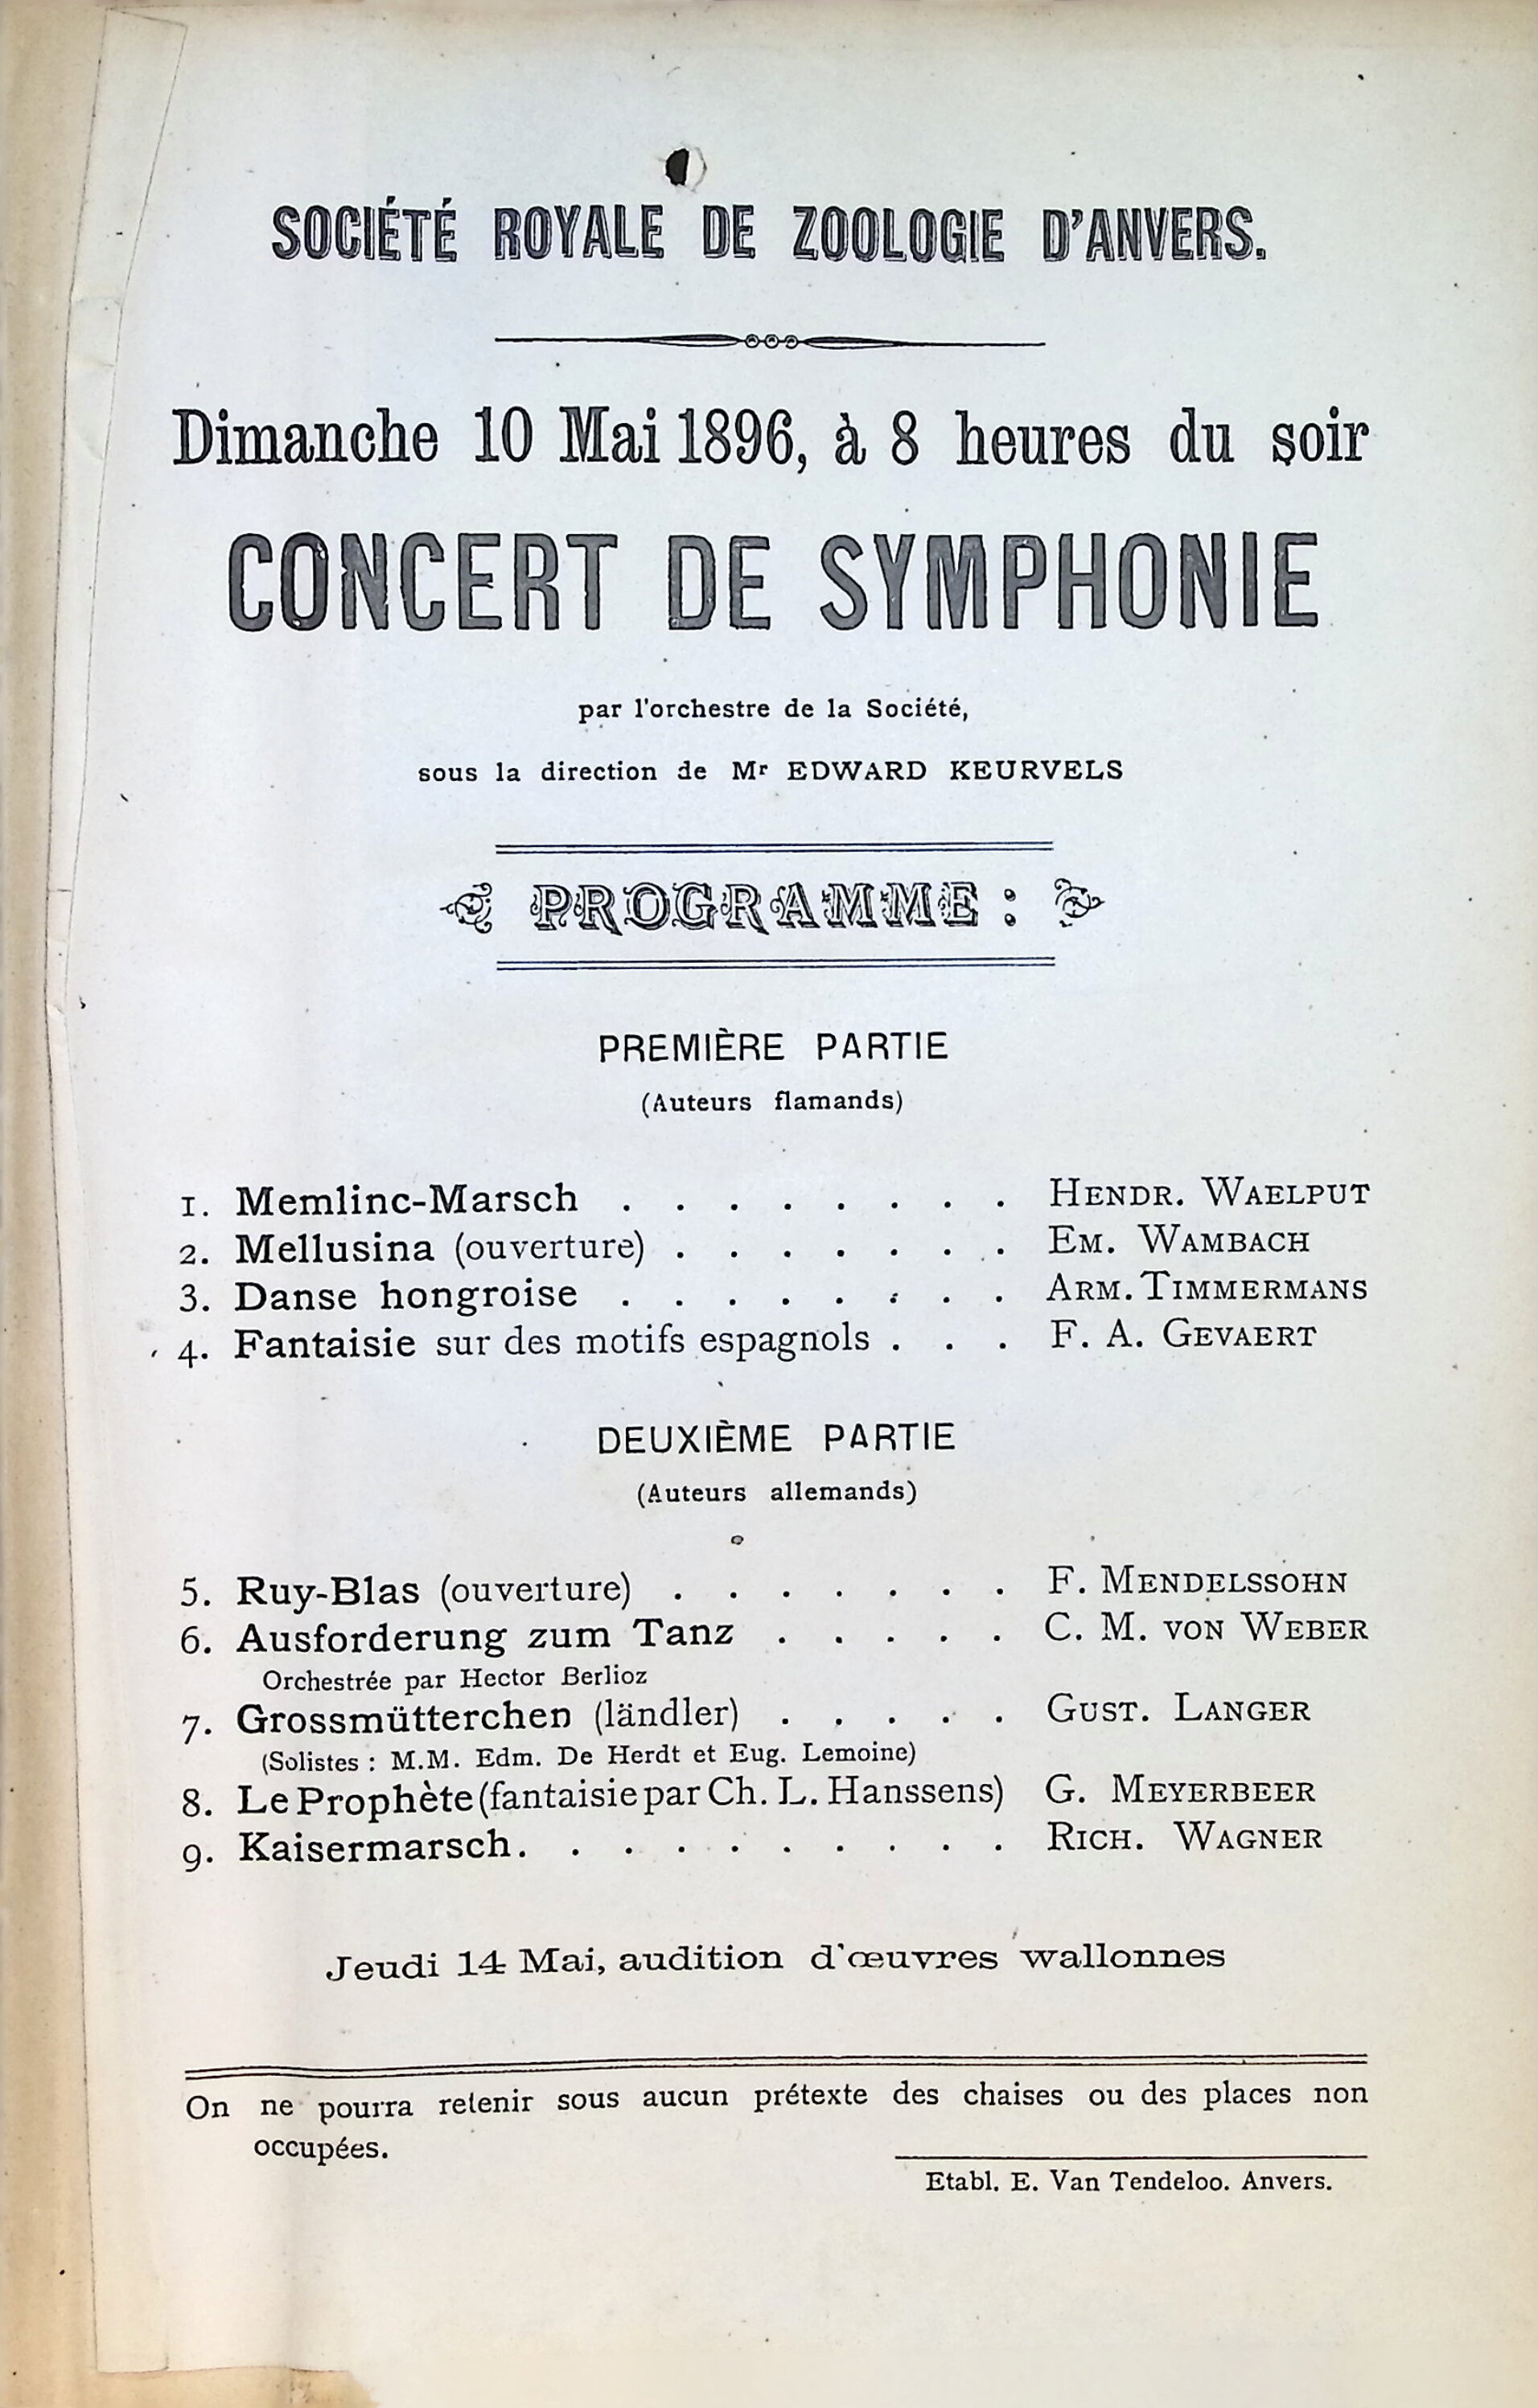 SOCIÉTÉ ROYALE DE ZOOLOGIE D'ANVERS.
Dimanche 10 Mai 1896, à 8 heures du soir
CONCERT DE SYMPHONIE
par l'orchestre de la Société,
sous la direction de Mr EDWARD KEURVELS
PROGRAMME :
PREMIÈRE PARTIE
(Auteurs flamands)
1. Memlinc-Marsch . . . . . . . . HENDR. WAELPUT
2. Mellusina (ouverture) . . . . . . . EM. WAMBACH
3. Danse hongroise . . . . . . . . ARM. TIMMERMANS
4. Fantaisie sur des motifs espagnols . . . F. A. GEVAERT
DEUXIÈME PARTIE
(Auteurs allemands)
5. Ruy-Blas (ouverture) . . . . . . . F. MENDELSSOHN
6. Ausforderung zum Tanz . . . . . C. M. VON WEBER
Orchestrée par Hector Berlioz
7. Grossmütterchen (ländler) . . . . . GUST. LANGER
(Solistes : M.M. Edm. De Herdt et Eug. Lemoine)
8. Le Prophète (fantaisie par Ch. L. Hanssens) G. MEYERBEER
9. Kaisermarsch. . . . . . . . . . RICH. WAGNER
Jeudi 14 Mai, audition d'œuvres wallonnes
On ne pourra retenir sous aucun prétexte des chaises ou des places non
occupées.
Etabl. E. Van Tendeloo. Anvers.